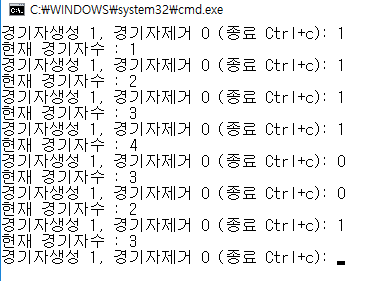 C:\WINDOWS\system32\cmd.exe
경기자생성 1, 경기자제거 0 (종료 Ctrl+c): 1
현재 경기자수 : 1
경기자생성 1, 경기자제거 0 (종료 Ctrl+c): 1
현재 경기자수 : 2
경기자생성 1, 경기자제거 0 (종료 Ctrl+c): 1
현재 경기자수 : 3
경기자생성 1, 경기자제거 0 (종료 Ctrl+c): 1
현재 경기자수 : 4
경기자생성 1, 경기자제거 0 (종료 Ctrl+c): 0
현재 경기자수 : 3
경기자생성 1, 경기자제거 0 (종료 Ctrl+c): 0
현재 경기자수 : 2
경기자생성 1, 경기자제거 0 (종료 Ctrl+c): 1
현재 경기자수 : 3
경기자생성 1, 경기자제거 0 (종료 Ctrl+c):